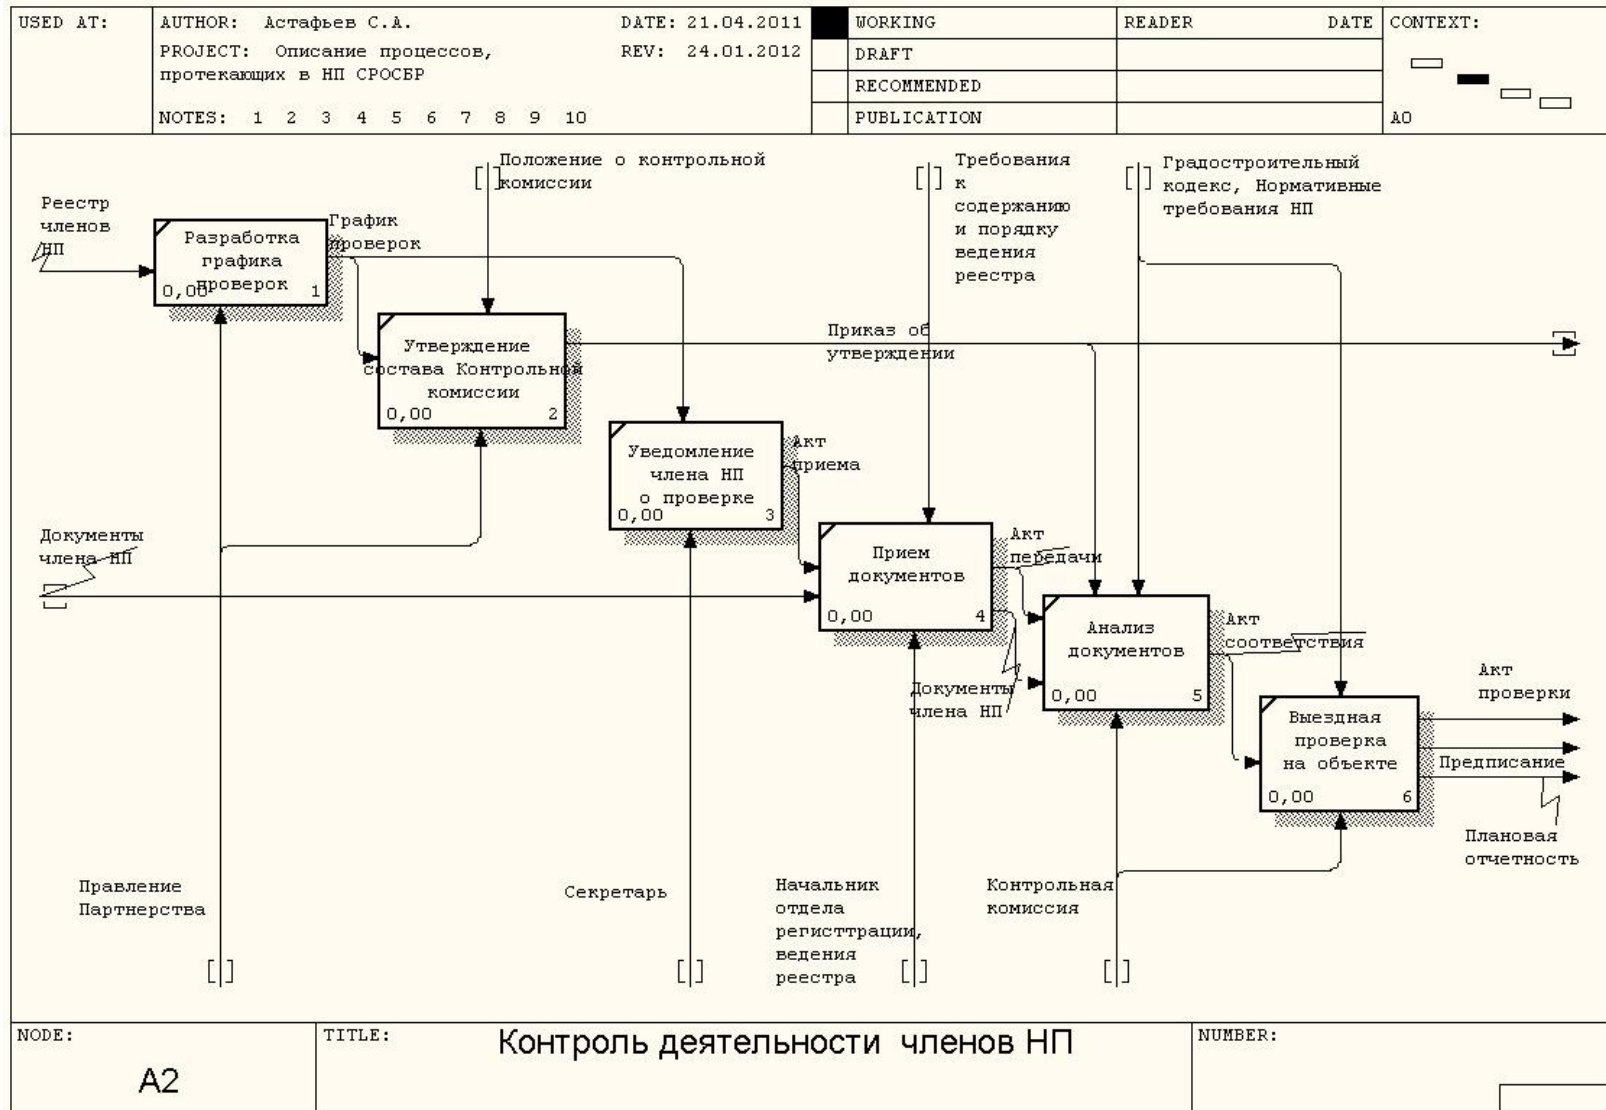 USED AT:
AUTHOR: Астафьев С.А.
DATE: 21.04.2011
PROJECT: Описание процессов,
протекающих в НП СРОСБР
REV: 24.01.2012
NOTES: 1 2 3 4 5 6 7 8 9 10
WORKING
DRAFT
RECOMMENDED
PUBLICATION
READER DATE
CONTEXT:
A0
Положение о контрольной
комиссии
Требования
к
содержанию
и порядку
ведения
реестра
Градостроительный
кодекс, Нормативные
требования НП
Реестр
членов
НП
Разработка
графика
проверок
0,00 1
График
проверок
Утверждение
состава Контрольной
комиссии
0,00 2
Приказ об
утверждении
Уведомление
члена НП
о проверке
0,00 3
Акт
приема
Документы
члена НП
Прием
документов
0,00 4
Акт
передачи
Документы
члена НП
Анализ
документов
0,00 5
Акт
соответствия
Выездная
проверка
на объекте
0,00 6
Акт
проверки
Предписание
Плановая
отчетность
Правление
Партнерства
Секретарь
Начальник
отдела
регисттрации,
ведения
реестра
Контрольная
комиссия
NODE:
A2
TITLE:
Контроль деятельности членов НП
NUMBER: